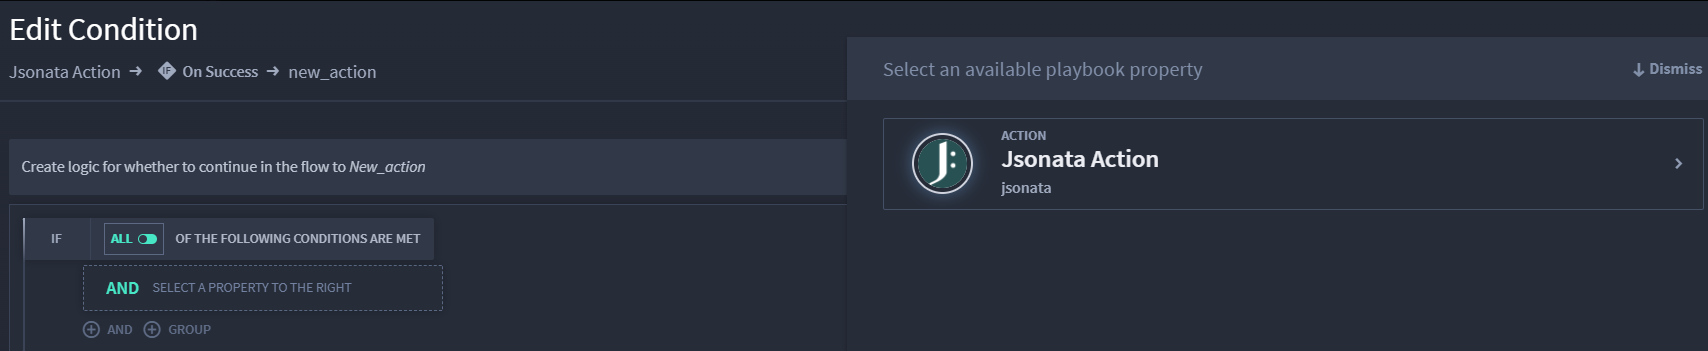 Edit Condition
Jsonata Action → IF On Success → new_action
Select an available playbook property
Dismiss
Create logic for whether to continue in the flow to New_action
IF ALL OF THE FOLLOWING CONDITIONS ARE MET
AND SELECT A PROPERTY TO THE RIGHT
AND GROUP
J:
ACTION
Jsonata Action
jsonata